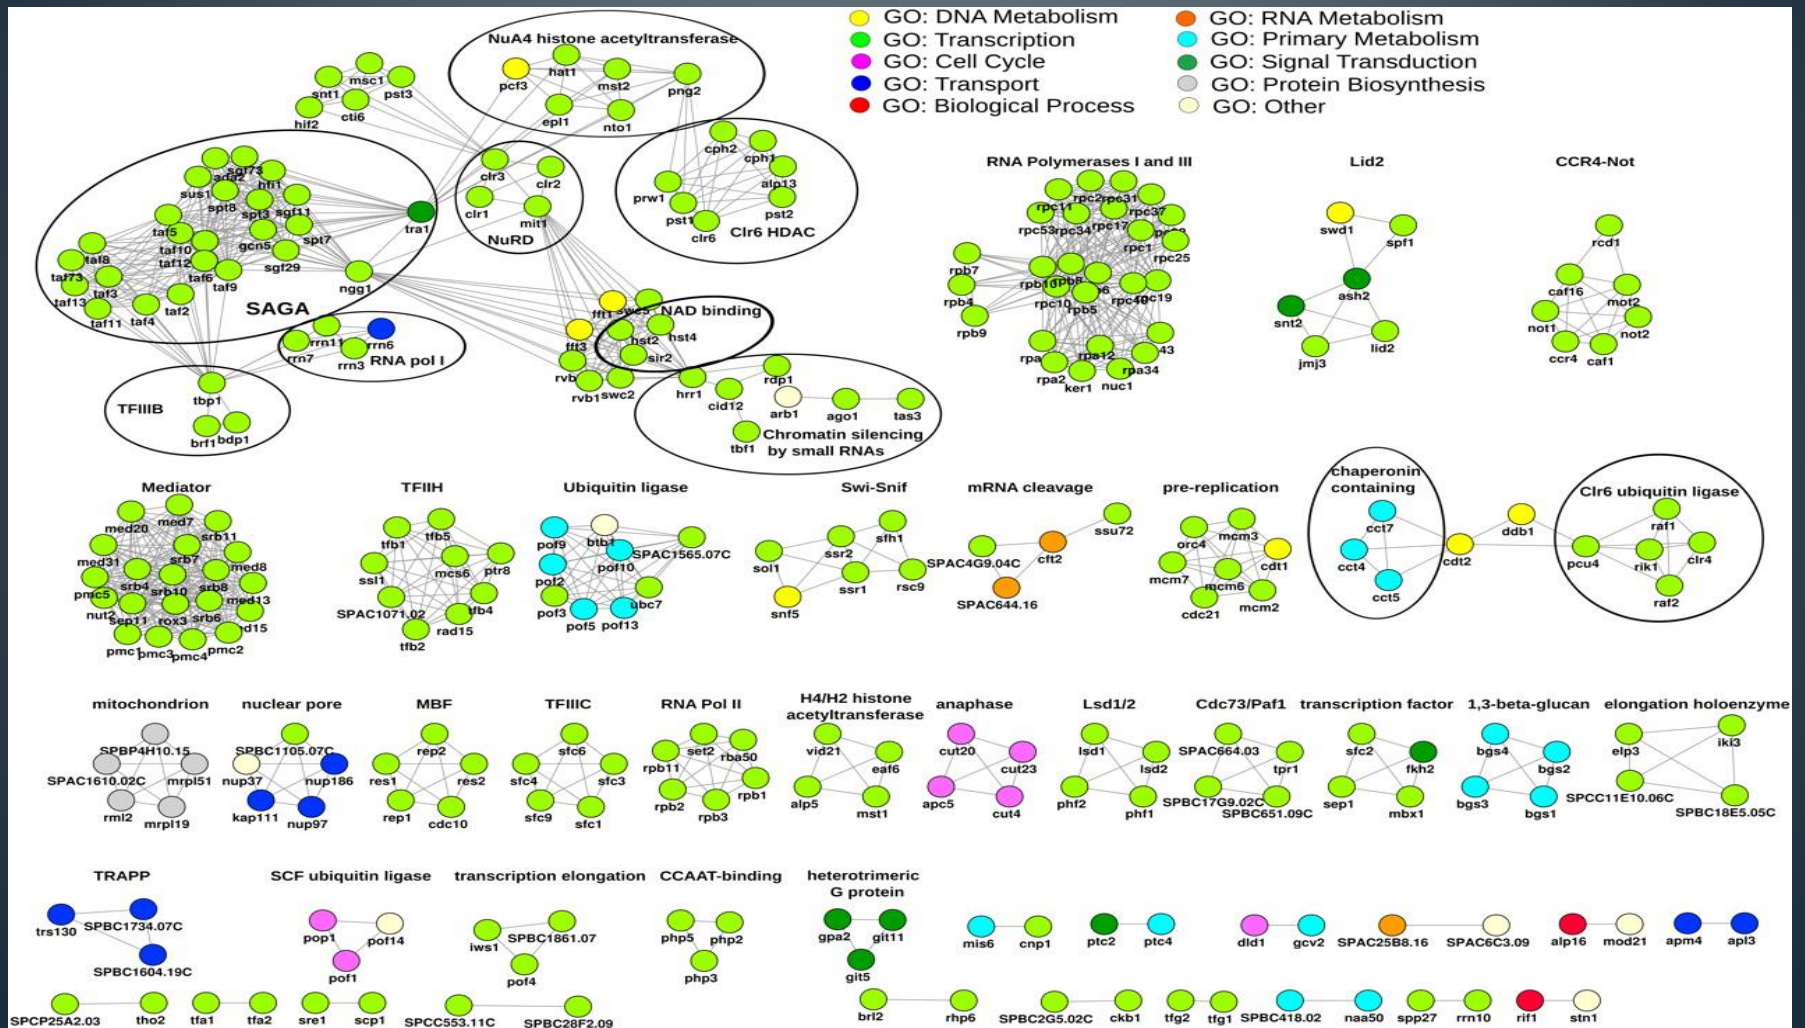 GO: DNA Metabolism
GO: Transcription
GO: Cell Cycle
GO: Transport
GO: Biological Process
GO: RNA Metabolism
GO: Primary Metabolism
GO: Signal Transduction
GO: Protein Biosynthesis
GO: Other
msc1
snt1
pst3
cti6
hif2
NuA4 histone acetyltransferase
pcf3
hat1
mst2
png2
epl1
nto1
cph2
cph1
alp13
prw1
pst1
pst2
clr6
Clr6 HDAC
clr3
clr2
clr1
mit1
NuRD
sgf73
ada2
hfi1
sus1
spt8
spt3
sgf11
taf5
gcn5
spt7
taf10
taf12
sgf29
taf8
taf6
taf9
taf73
taf3
taf13
taf11
taf4
taf2
SAGA
tra1
ngg1
rrn11
rrn6
rrn7
rrn3
RNA pol I
tbp1
TFIIIB
brf1
bdp1
fft1
swc5
NAD binding
fft3
hst2
hst4
sir2
rvb
rvb1
swc2
hrr1
rdp1
cid12
arb1
ago1
tas3
tbf1
Chromatin silencing
by small RNAs
RNA Polymerases I and III
rpc11
rpc2
rpc31
rpc37
rpc53
rpc34
rpc17
rpc1
rpc25
rpb7
rpb4
rpb9
rpb10
rpb8
rpc10
rpb5
rpc40
rpc19
rpa
rpa12
43
rpa2
rpa34
ker1
nuc1
Lid2
swd1
spf1
ash2
snt2
jmj3
lid2
CCR4-Not
rcd1
caf16
mot2
not1
not2
ccr4
caf1
Mediator
med20
med7
srb11
med31
srb7
med8
pmc5
srb4
srb10
srb8
med13
nut2
sep11
rox3
srb6
d15
pmc1
pmc3
pmc4
pmc2
TFIIH
tfb1
tfb5
ssl1
mcs6
ptr8
SPAC1071.02
tfb4
rad15
tfb2
Ubiquitin ligase
pof9
btb1
SPAC1565.07C
pof2
pof10
pof3
ubc7
pof5
pof13
Swi-Snif
sfh1
ssr2
sol1
ssr1
rsc9
snf5
mRNA cleavage
ssu72
SPAC4G9.04C
cft2
SPAC644.16
pre-replication
orc4
mcm3
cdt1
mcm7
mcm6
cdc21
mcm2
chaperonin
containing
cct7
cct4
cct5
cdt2
ddb1
Clr6 ubiquitin ligase
raf1
pcu4
rik1
clr4
raf2
mitochondrion
SPBP4H10.15
SPAC1610.02C
mrpl51
rml2
mrpl19
nuclear pore
SPBC1105.07C
nup37
nup186
kap111
nup97
MBF
rep2
res1
res2
rep1
cdc10
TFIIIC
sfc6
sfc4
sfc3
sfc9
sfc1
RNA Pol II
set2
rba50
rpb11
rpb2
rpb1
rpb3
H4/H2 histone
acetyltransferase
vid21
eaf6
alp5
mst1
anaphase
cut20
cut23
apc5
cut4
Lsd1/2
lsd1
lsd2
phf2
phf1
Cdc73/Paf1
SPAC664.03
tpr1
SPBC17G9.02C
SPBC651.09C
transcription factor
sfc2
fkh2
sep1
mbx1
1,3-beta-glucan
bgs4
bgs2
bgs3
bgs1
elongation holoenzyme
elp3
iki3
SPCC11E10.06C
SPBC18E5.05C
TRAPP
trs130
SPBC1734.07C
SPBC1604.19C
SCF ubiquitin ligase
pop1
pof14
pof1
transcription elongation
iws1
SPBC1861.07
pof4
CCAAT-binding
php5
php2
php3
heterotrimeric
G protein
gpa2
git11
git5
mis6
cnp1
ptc2
ptc4
dld1
gcv2
SPAC25B8.16
SPAC6C3.09
alp16
mod21
apm4
apl3
SPCP25A2.03
tho2
tfa1
tfa2
sre1
scp1
SPCC553.11C
SPBC28F2.09
brl2
rhp6
SPBC2G5.02C
ckb1
tfg2
tfg1
SPBC418.02
naa50
spp27
rrn10
rif1
stn1